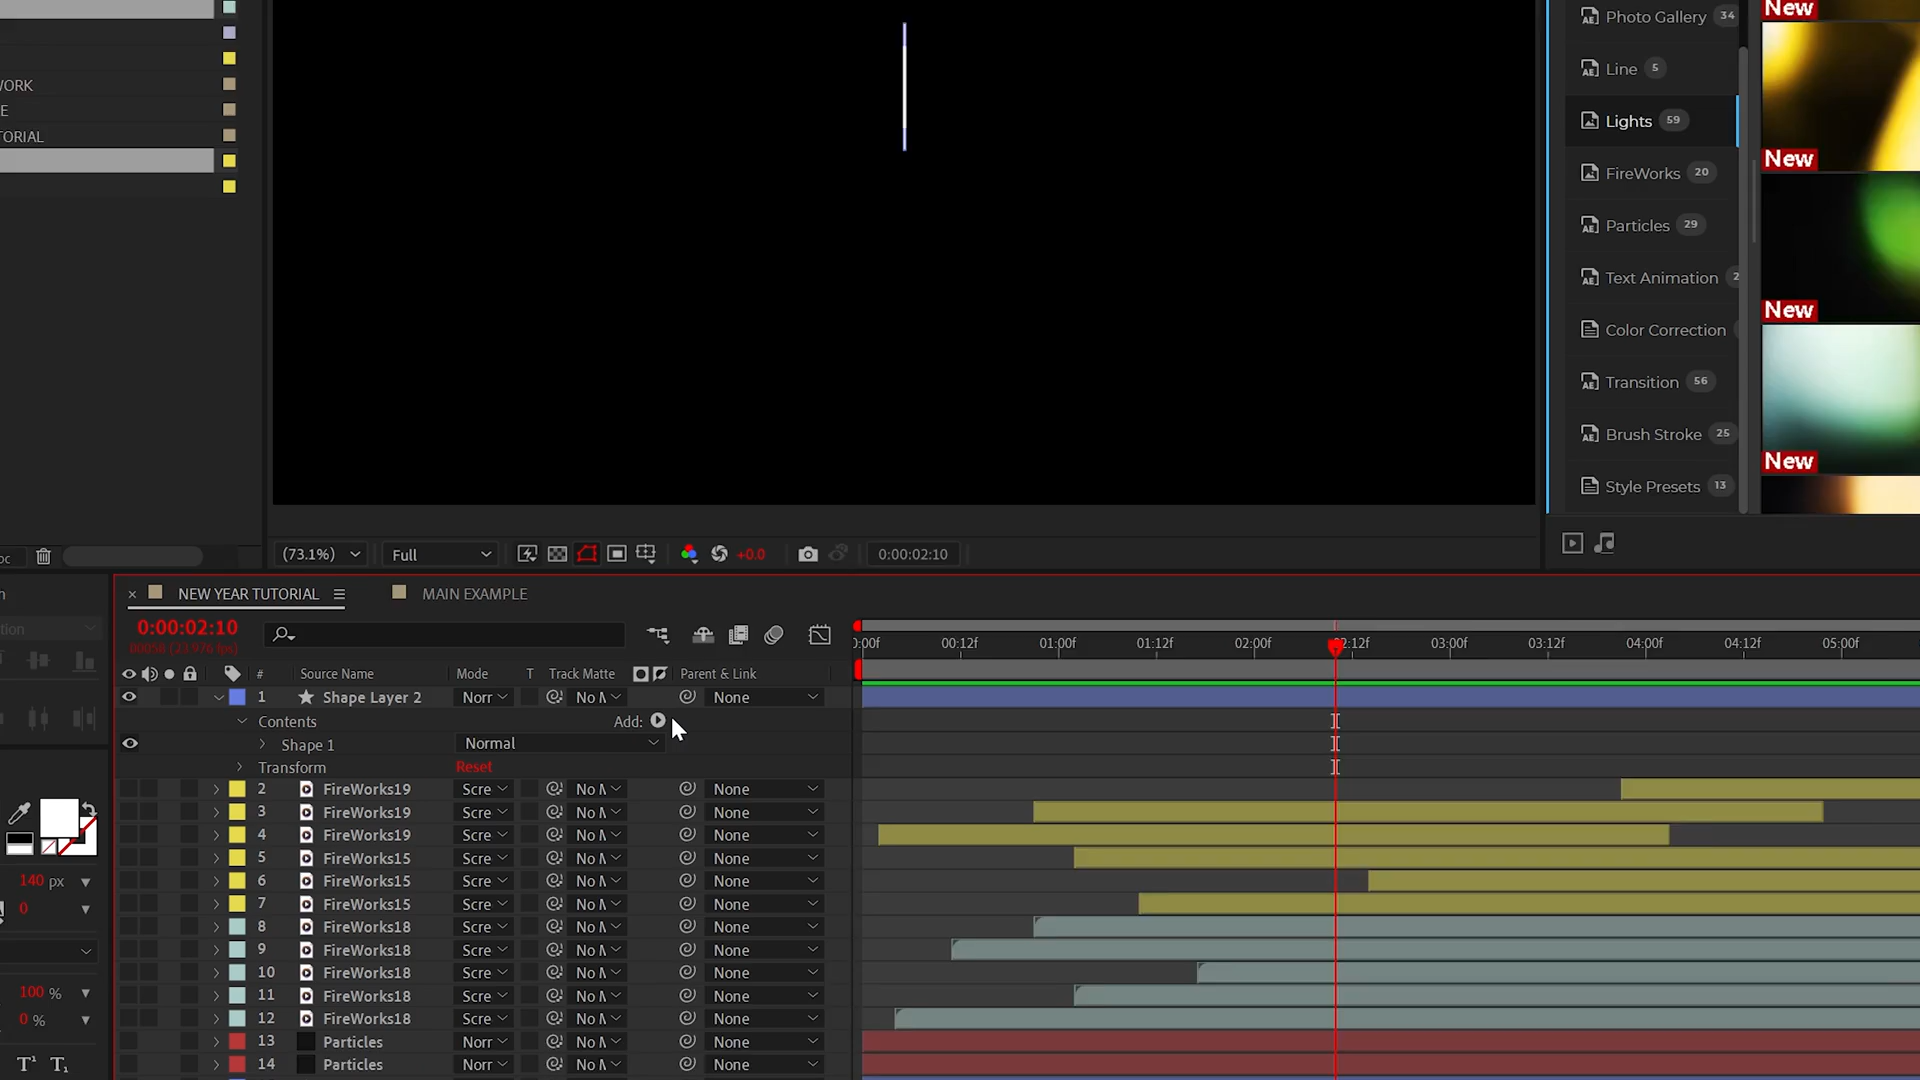 WORK
E
TORIAL
Photo Gallery 34
Line 5
Lights 59
FireWorks 20
Particles 29
Text Animation 2
Color Correction
Transition 56
Brush Stroke 25
Style Presets 13
New
New
New
New
(73.1%)
Full
+0.0
0:00:02:10
NEW YEAR TUTORIAL
MAIN EXAMPLE
0:00:02:10
00058 (23.976 fps)
:00f 00:12f 01:00f 01:12f 02:00f 02:12f 03:00f 03:12f 04:00f 04:12f 05:00f
# Source Name Mode T Track Matte Parent & Link
1 Shape Layer 2 Norr No M None
Contents Add:
Shape 1 Normal
Transform Reset
2 FireWorks19 Scre No M None
3 FireWorks19 Scre No M None
4 FireWorks19 Scre No M None
5 FireWorks15 Scre No M None
6 FireWorks15 Scre No M None
7 FireWorks15 Scre No M None
8 FireWorks18 Scre No M None
9 FireWorks18 Scre No M None
10 FireWorks18 Scre No M None
11 FireWorks18 Scre No M None
12 FireWorks18 Scre No M None
13 Particles Norr No M None
14 Particles Norr No M None
tion
140 px
0
100 %
0 %
T¹ T₁